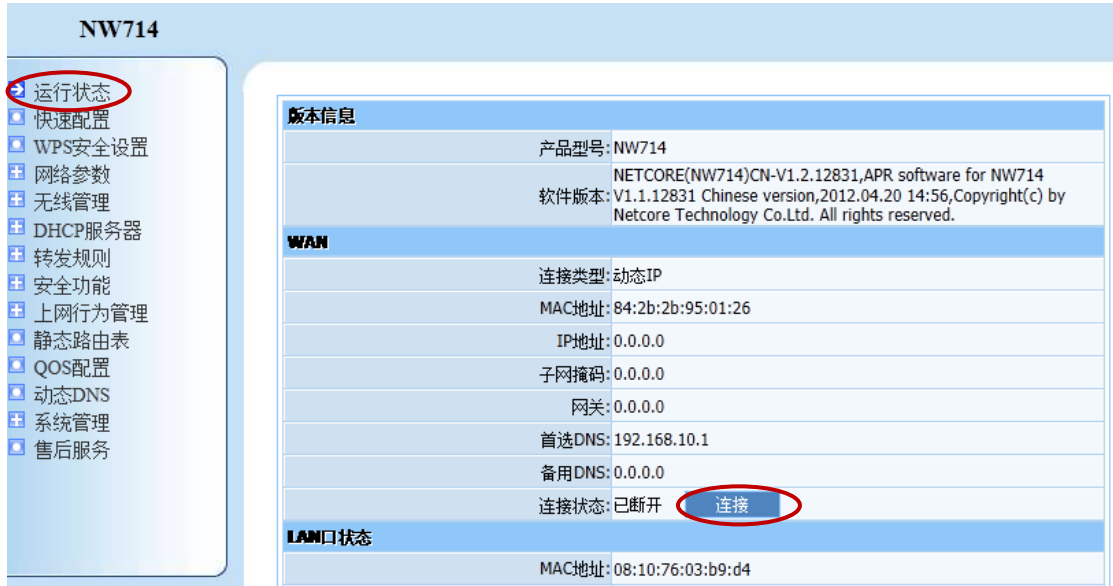 NW714
运行状态
快速配置
WPS安全设置
网络参数
无线管理
DHCP服务器
转发规则
安全功能
上网行为管理
静态路由表
QOS配置
动态DNS
系统管理
售后服务
版本信息
产品型号: NW714
软件版本: NETCORE(NW714)CN-V1.2.12831,APR software for NW714
V1.1.12831 Chinese version,2012.04.20 14:56,Copyright(c) by
Netcore Technology Co.Ltd. All rights reserved.
WAN
连接类型: 动态IP
MAC地址: 84:2b:2b:95:01:26
IP地址: 0.0.0.0
子网掩码: 0.0.0.0
网关: 0.0.0.0
首选DNS: 192.168.10.1
备用DNS: 0.0.0.0
连接状态: 已断开 连接
LAN口状态
MAC地址: 08:10:76:03:b9:d4